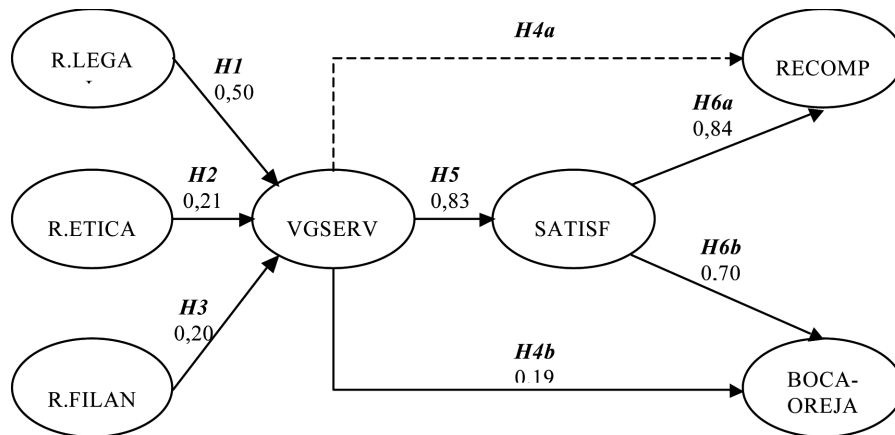 H4a
R.LEGA
RECOMP
H1
0,50
H6a
0,84
H2
0,21
H5
0,83
R.ETICA
VGSERV
SATISF
H6b
0,70
H3
0,20
H4b
0,19
R.FILAN
BOCA-
OREJA